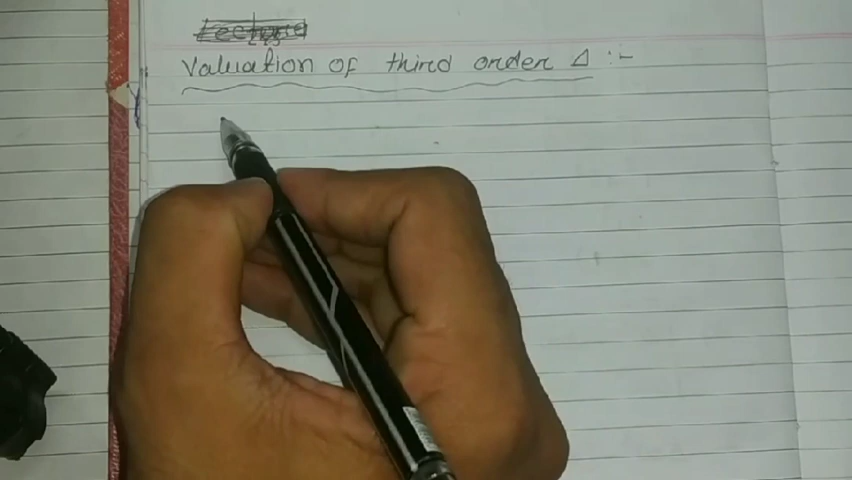 Valuation of third order Δ :-